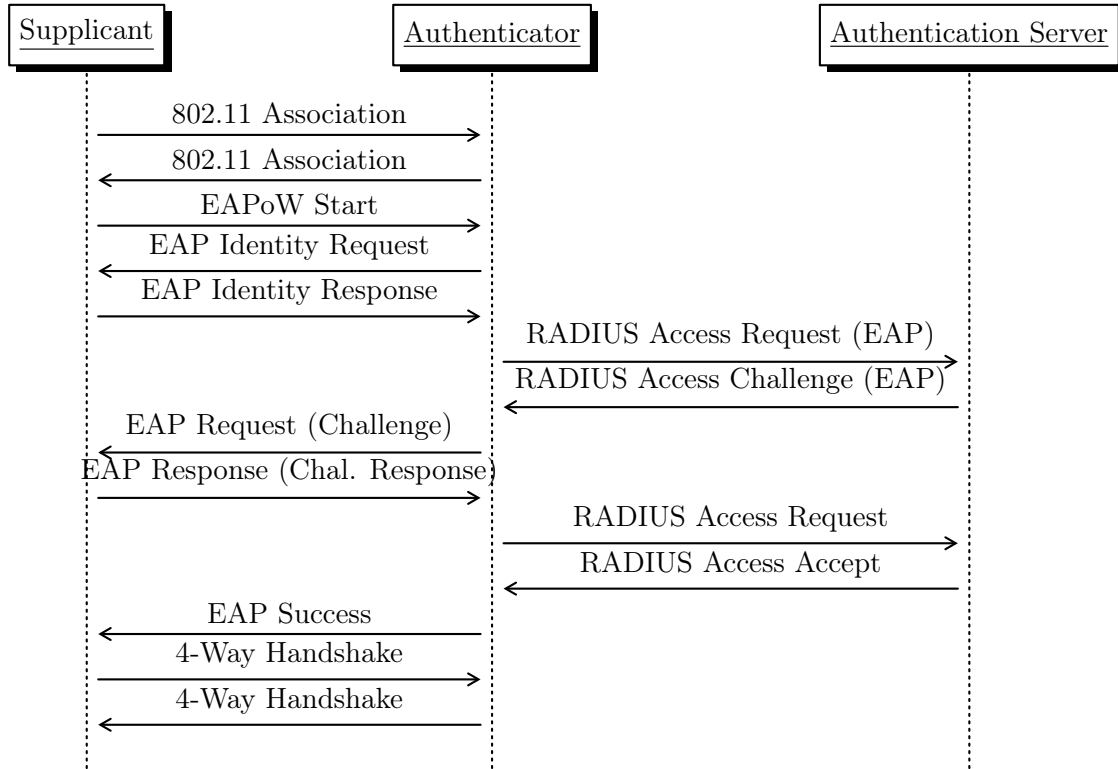 Supplicant
Authenticator
Authentication Server
802.11 Association
802.11 Association
EAPoW Start
EAP Identity Request
EAP Identity Response
RADIUS Access Request (EAP)
RADIUS Access Challenge (EAP)
EAP Request (Challenge)
EAP Response (Chal. Response)
RADIUS Access Request
RADIUS Access Accept
EAP Success
4-Way Handshake
4-Way Handshake